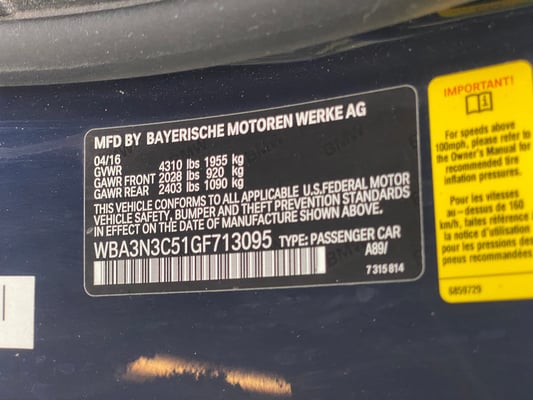 MFD BY BAYERISCHE MOTOREN WERKE AG
04/16
GVWR 4310 lbs 1955 kg
GAWR FRONT 2028 lbs 920 kg
GAWR REAR 2403 lbs 1090 kg
THIS VEHICLE CONFORMS TO ALL APPLICABLE U.S.FEDERAL MOTOR
VEHICLE SAFETY, BUMPER AND THEFT PREVENTION STANDARDS
IN EFFECT ON THE DATE OF MANUFACTURE SHOWN ABOVE.
WBA3N3C51GF713095 TYPE: PASSENGER CAR
A89/
7 315 814
IMPORTANT!
For speeds above
100mph, please refer to
the Owner's Manual for
recommended tire
inflation pressures.
Pour les vitesses
au-dessus de 160
km/h, faites référence à
la notice d'utilisation
pour les pressions
recommandées des pneus.
6859729